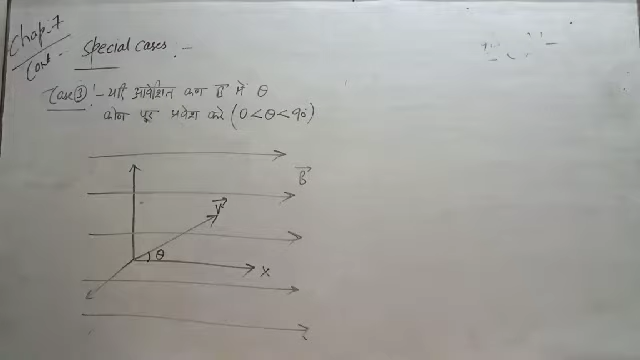 Chap.7
Cont.
Special Cases. -
Case ③ :- यदि आवेशित कण B⃗ में θ
कोण पर प्रवेश करे (0 < θ < 90°)
B⃗
V⃗
θ
X